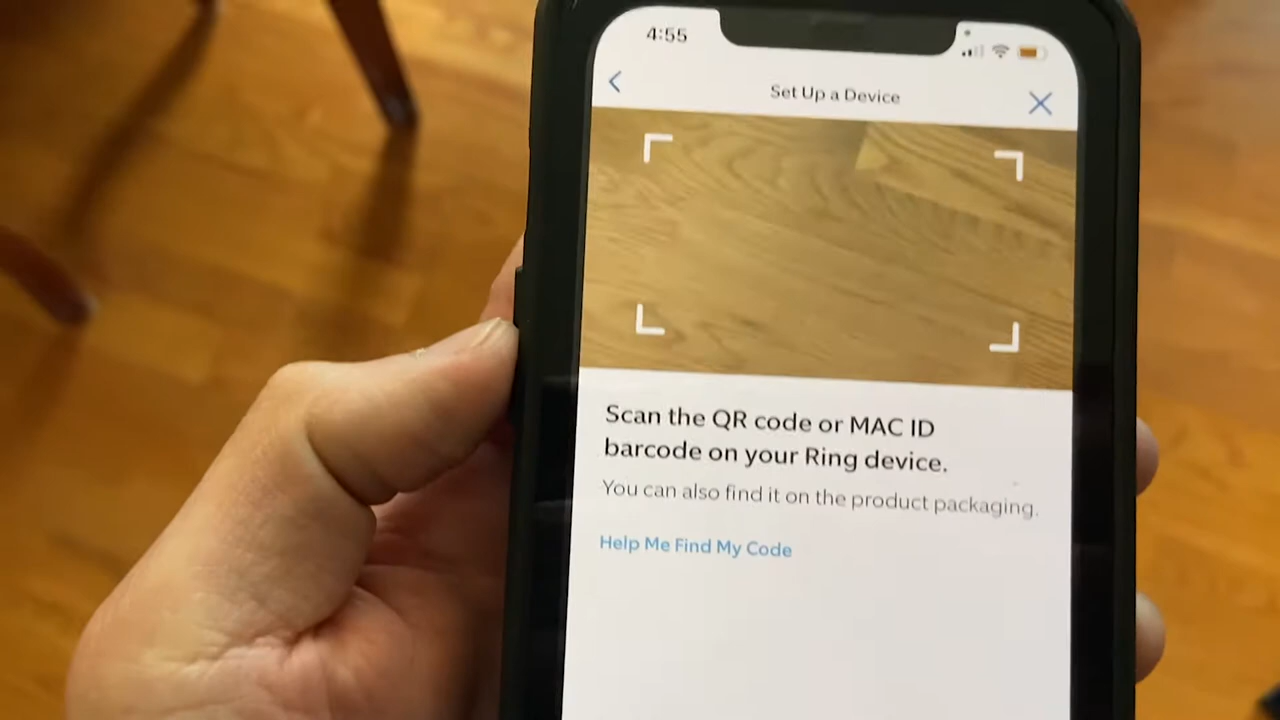 4:55
Set Up a Device
Scan the QR code or MAC ID
barcode on your Ring device.
You can also find it on the product packaging.
Help Me Find My Code